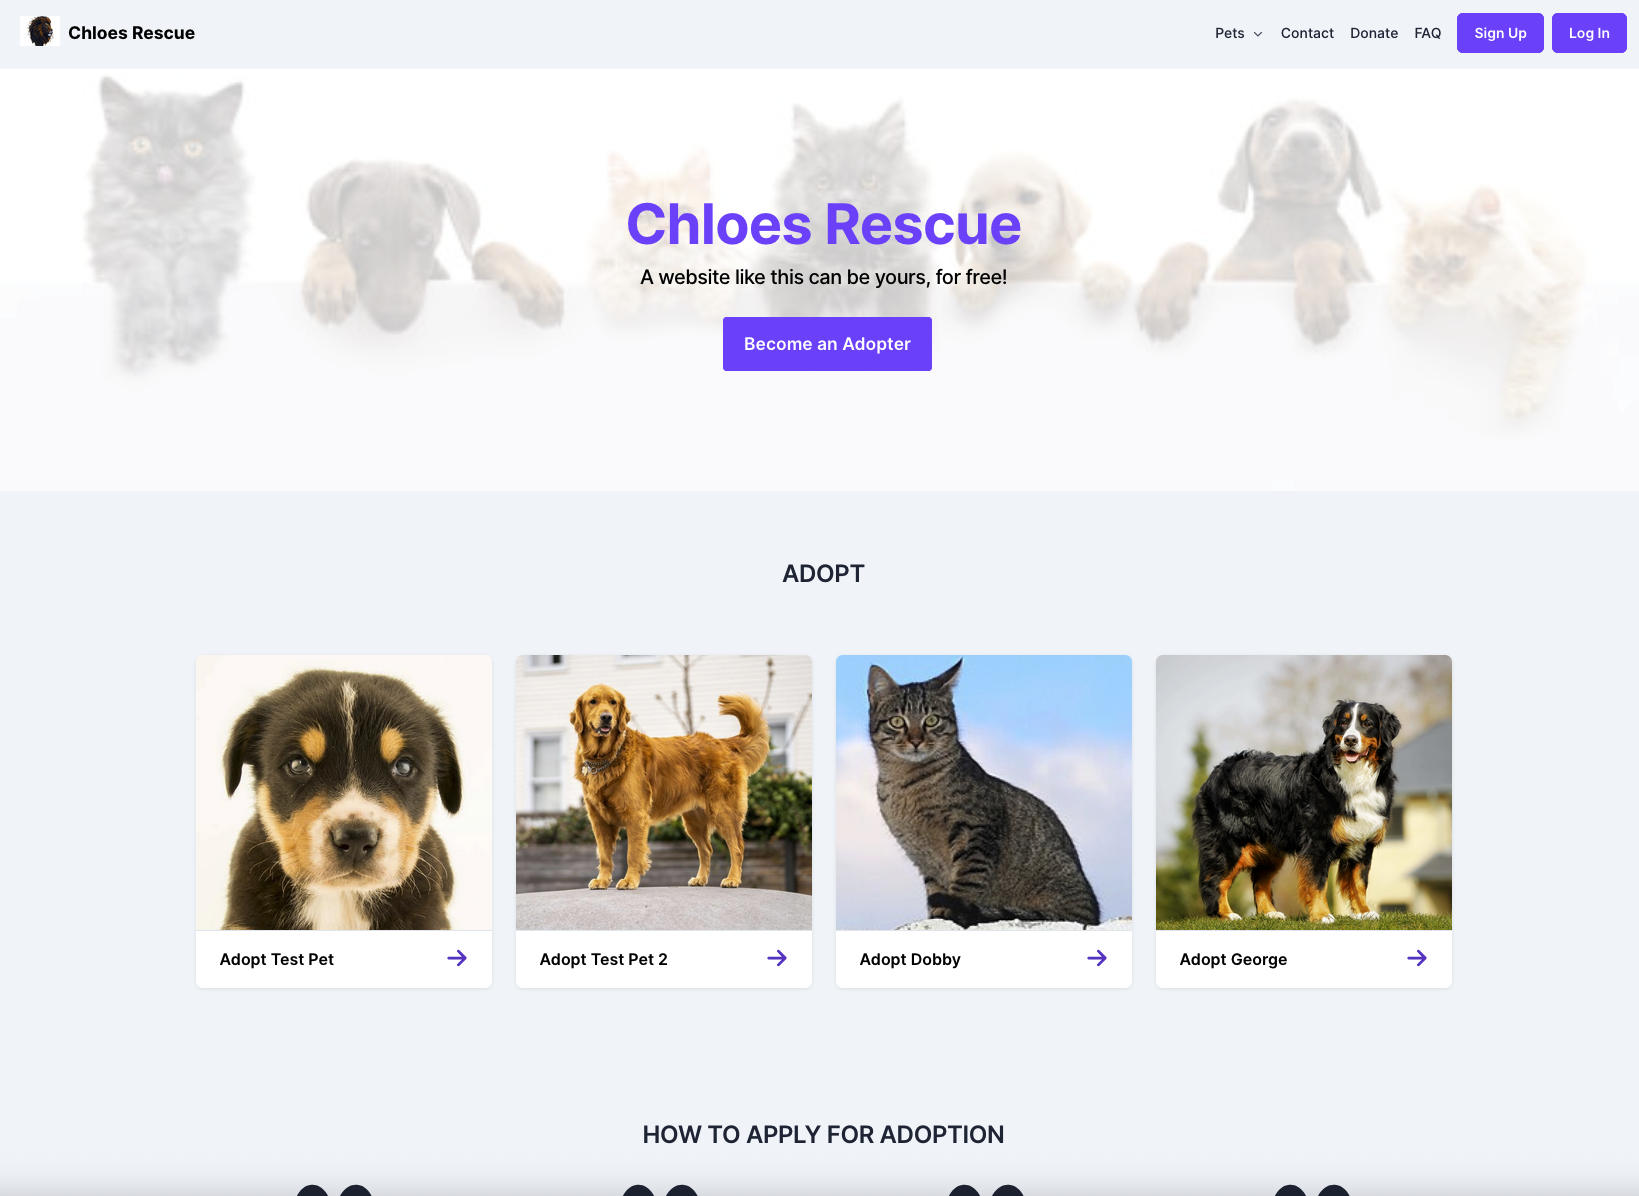 Chloes Rescue
Pets
Contact
Donate
FAQ
Sign Up
Log In
Chloes Rescue
A website like this can be yours, for free!
Become an Adopter
ADOPT
Adopt Test Pet
Adopt Test Pet 2
Adopt Dobby
Adopt George
HOW TO APPLY FOR ADOPTION